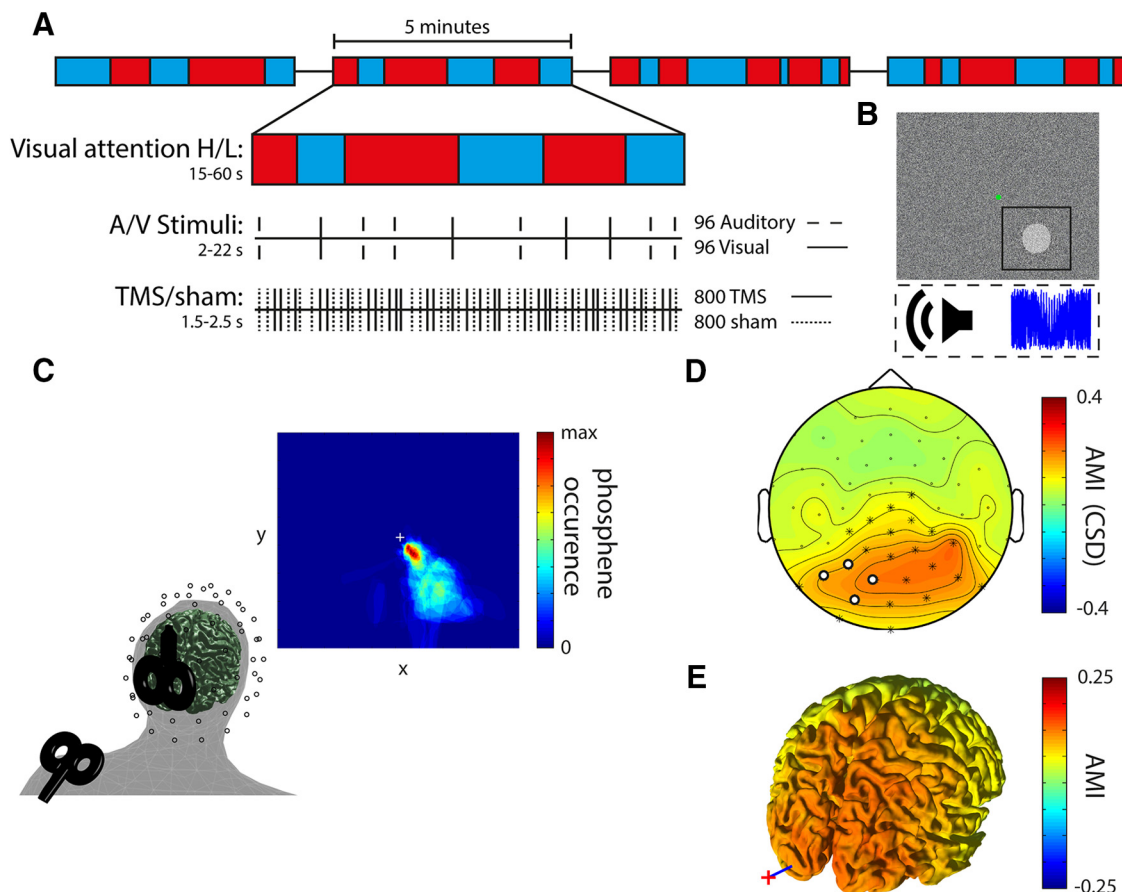 A
5 minutes
Visual attention H/L:
15-60 s
A/V Stimuli:
2-22 s
96 Auditory
96 Visual
TMS/sham:
1.5-2.5 s
800 TMS
800 sham
B
C
max
phosphene
occurence
0
y
x
D
0.4
AMI (CSD)
-0.4
E
0.25
AMI
-0.25